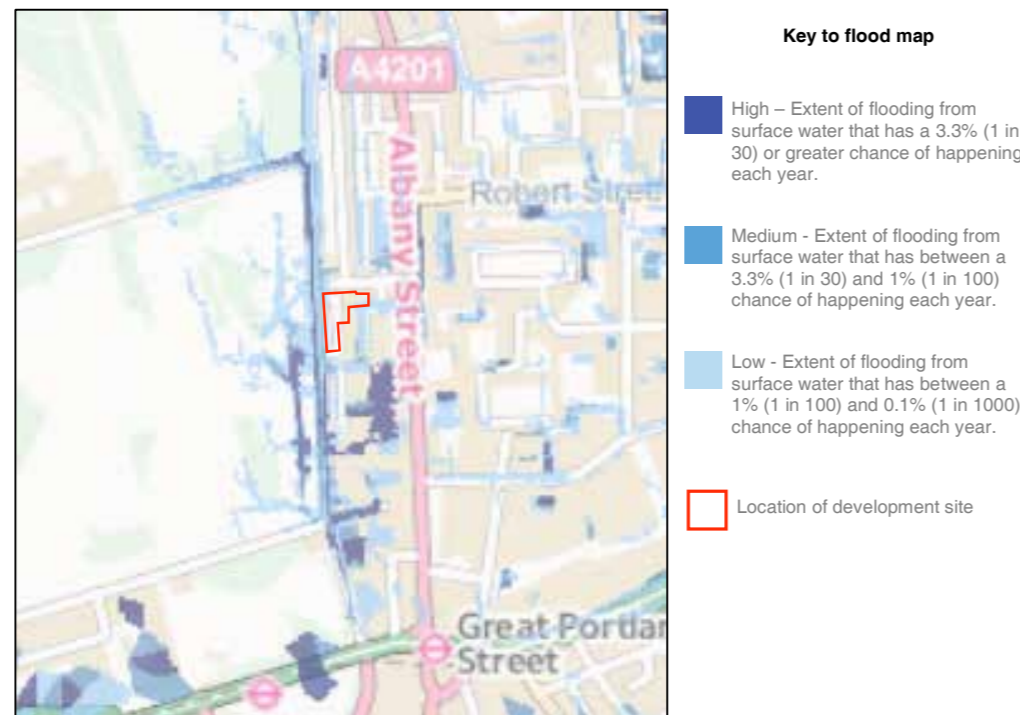 Key to flood map
A4201
Albany Street
Robert Stree
Great Portlan
Street
High – Extent of flooding from
surface water that has a 3.3% (1 in
30) or greater chance of happening
each year.
Medium - Extent of flooding from
surface water that has between a
3.3% (1 in 30) and 1% (1 in 100)
chance of happening each year.
Low - Extent of flooding from
surface water that has between a
1% (1 in 100) and 0.1% (1 in 1000)
chance of happening each year.
Location of development site